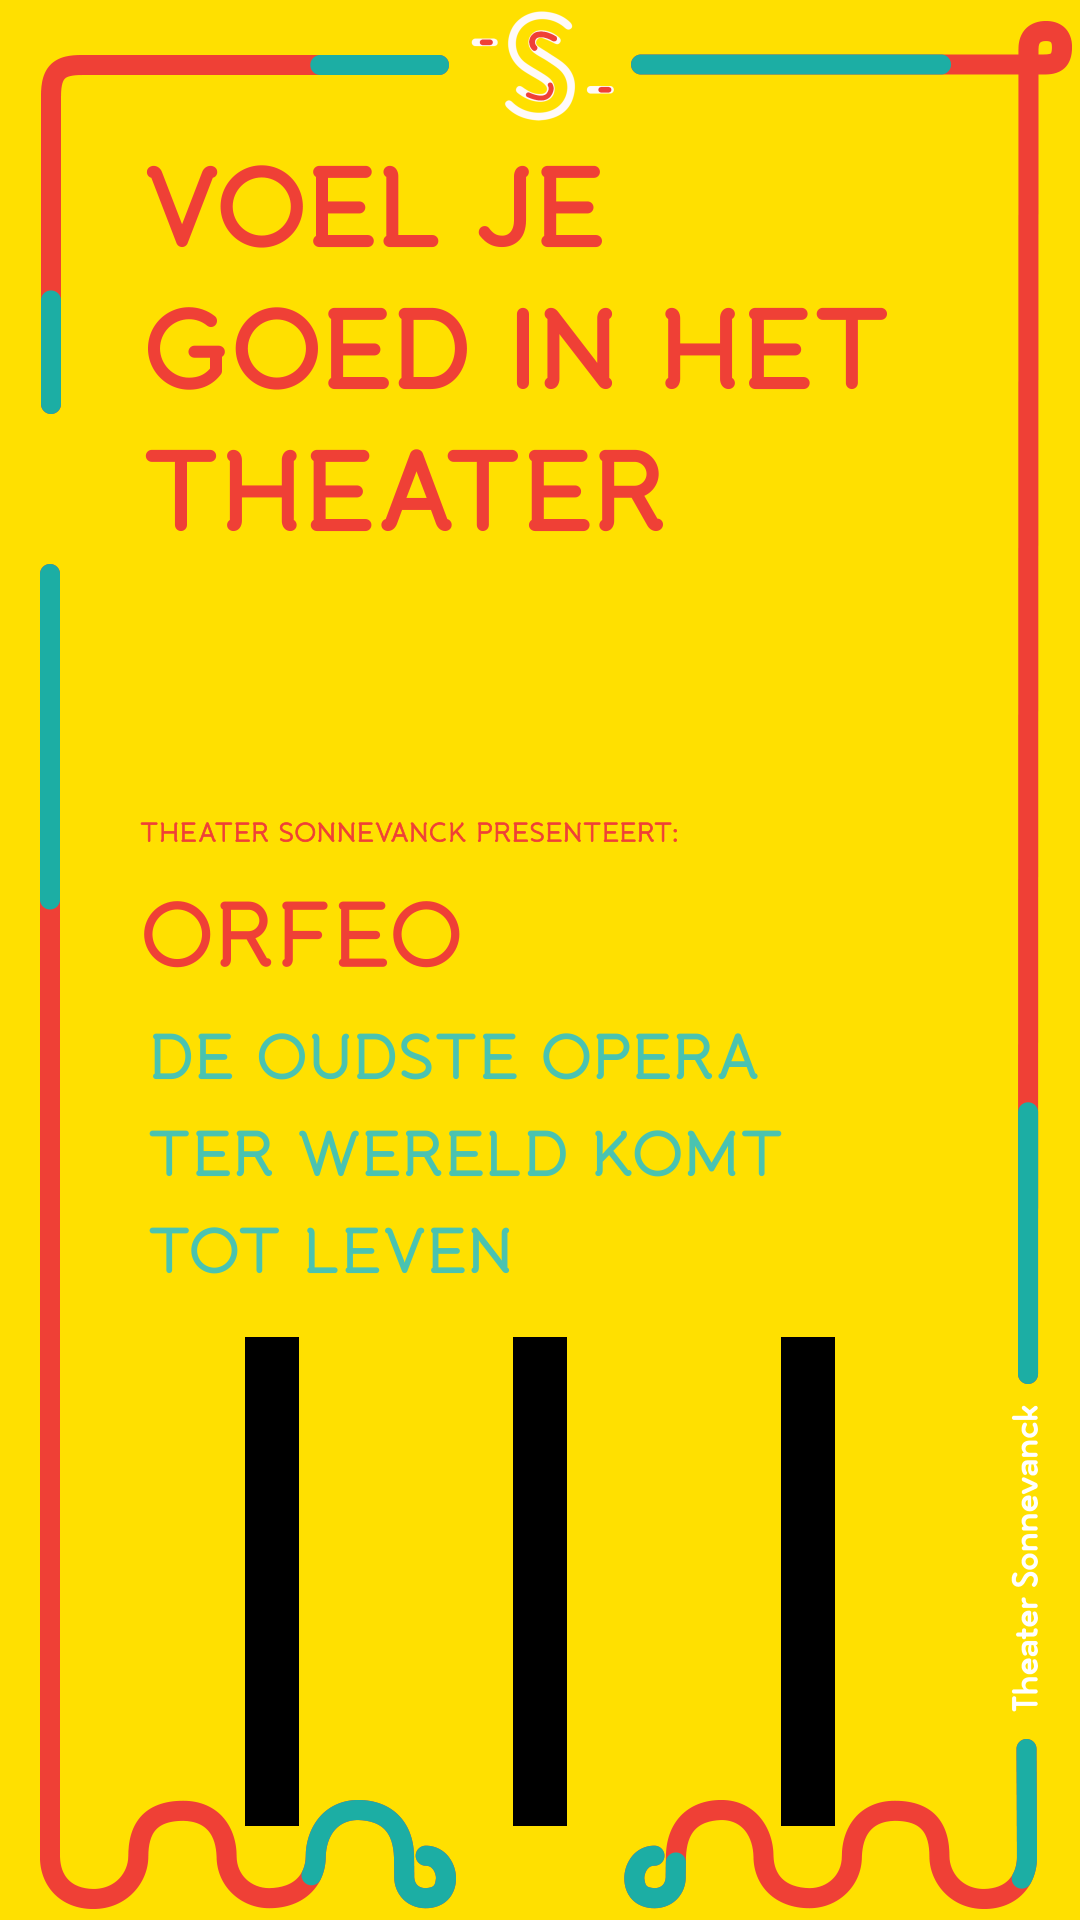 VOEL JE
GOED IN HET
THEATER
THEATER SONNEVANCK PRESENTEERT:
ORFEO
DE OUDSTE OPERA
TER WERELD KOMT
TOT LEVEN
Theater Sonnevanck